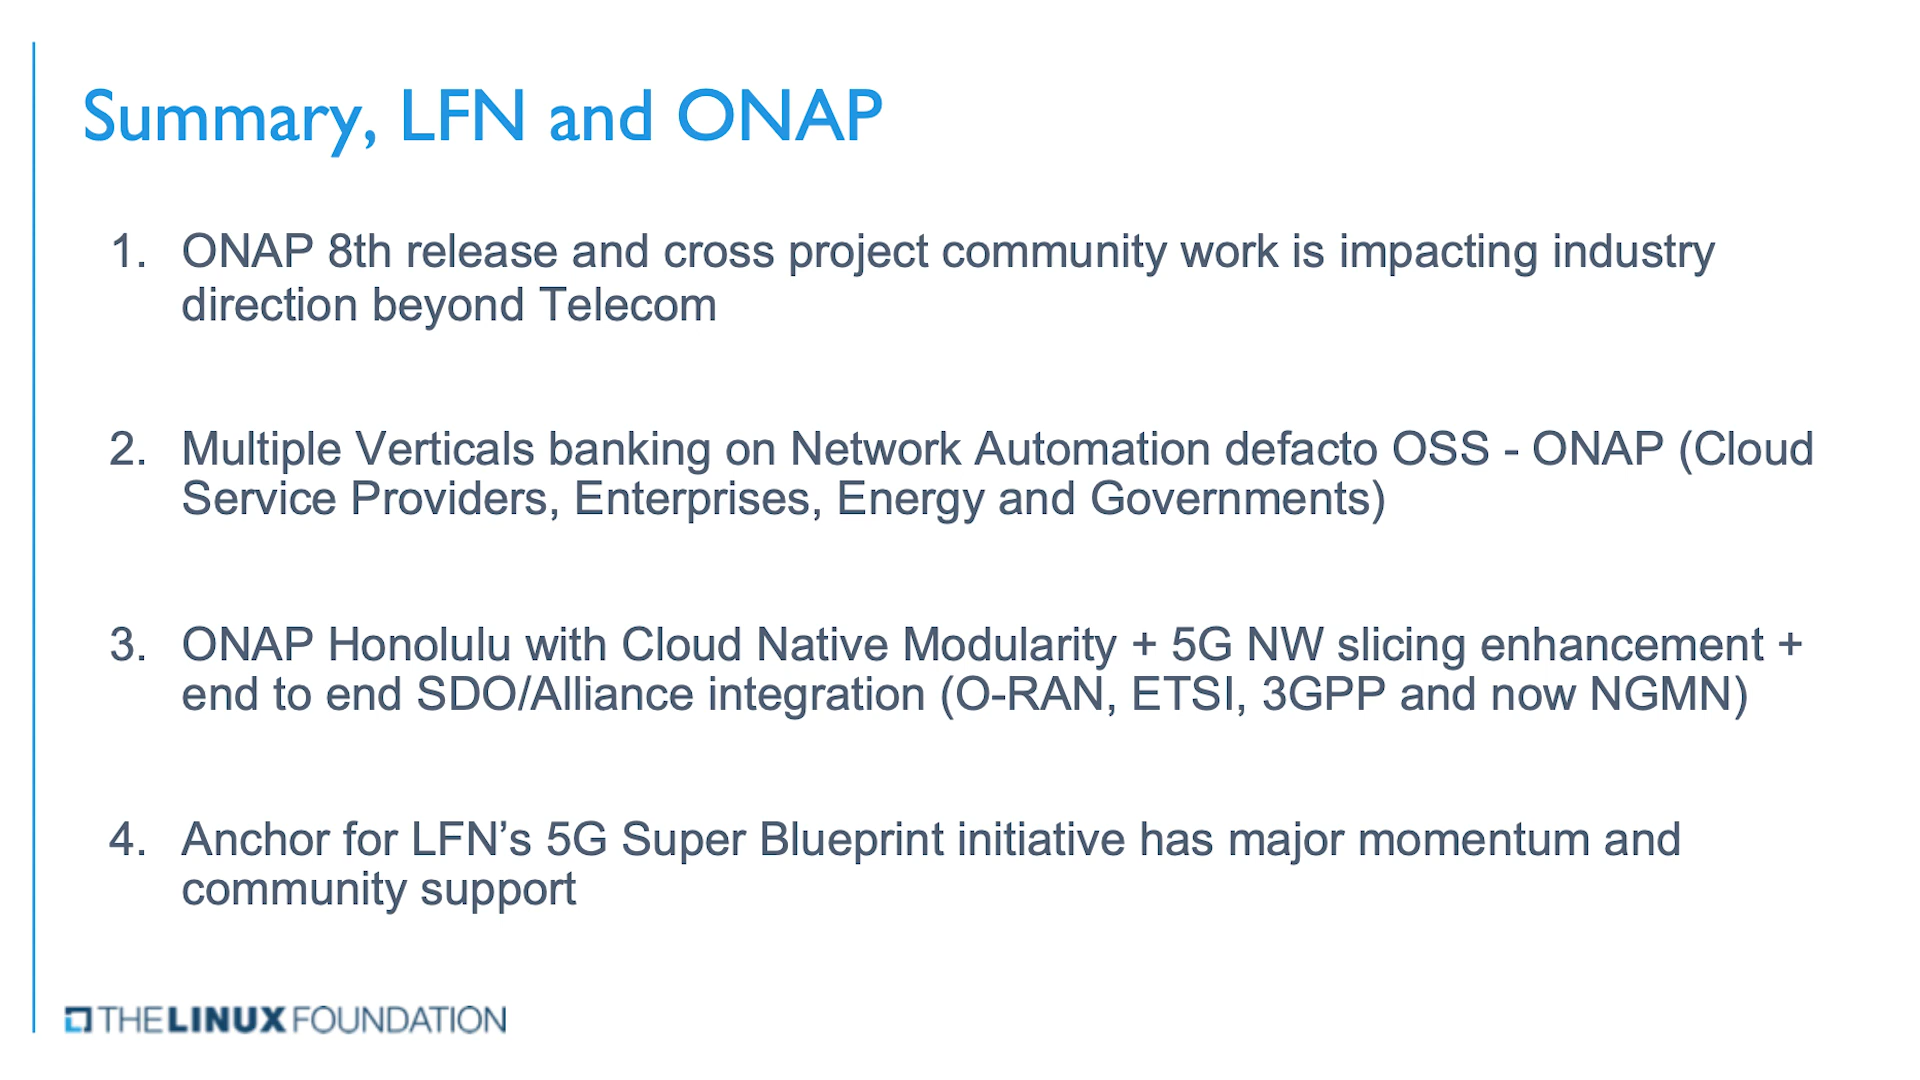 Summary, LFN and ONAP
1. ONAP 8th release and cross project community work is impacting industry
direction beyond Telecom
2. Multiple Verticals banking on Network Automation defacto OSS - ONAP (Cloud
Service Providers, Enterprises, Energy and Governments)
3. ONAP Honolulu with Cloud Native Modularity + 5G NW slicing enhancement +
end to end SDO/Alliance integration (O-RAN, ETSI, 3GPP and now NGMN)
4. Anchor for LFN’s 5G Super Blueprint initiative has major momentum and
community support
THE LINUX FOUNDATION